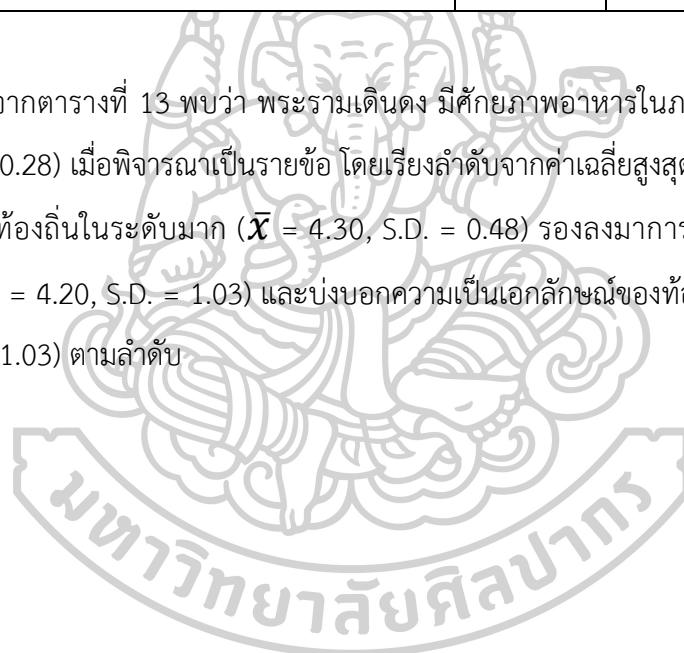 จากตารางที่ 13 พบว่า พระรามเดินดง มีศักยภาพอาหารในภ
0.28) เมื่อพิจารณาเป็นรายข้อ โดยเรียงลำดับจากค่าเฉลี่ยสูงสุด
ท้องถิ่นในระดับมาก (x̄ = 4.30, S.D. = 0.48) รองลงมาการ
= 4.20, S.D. = 1.03) และบ่งบอกความเป็นเอกลักษณ์ของท้อ
1.03) ตามลำดับ
มหาวิทยาลัยศิลปากร